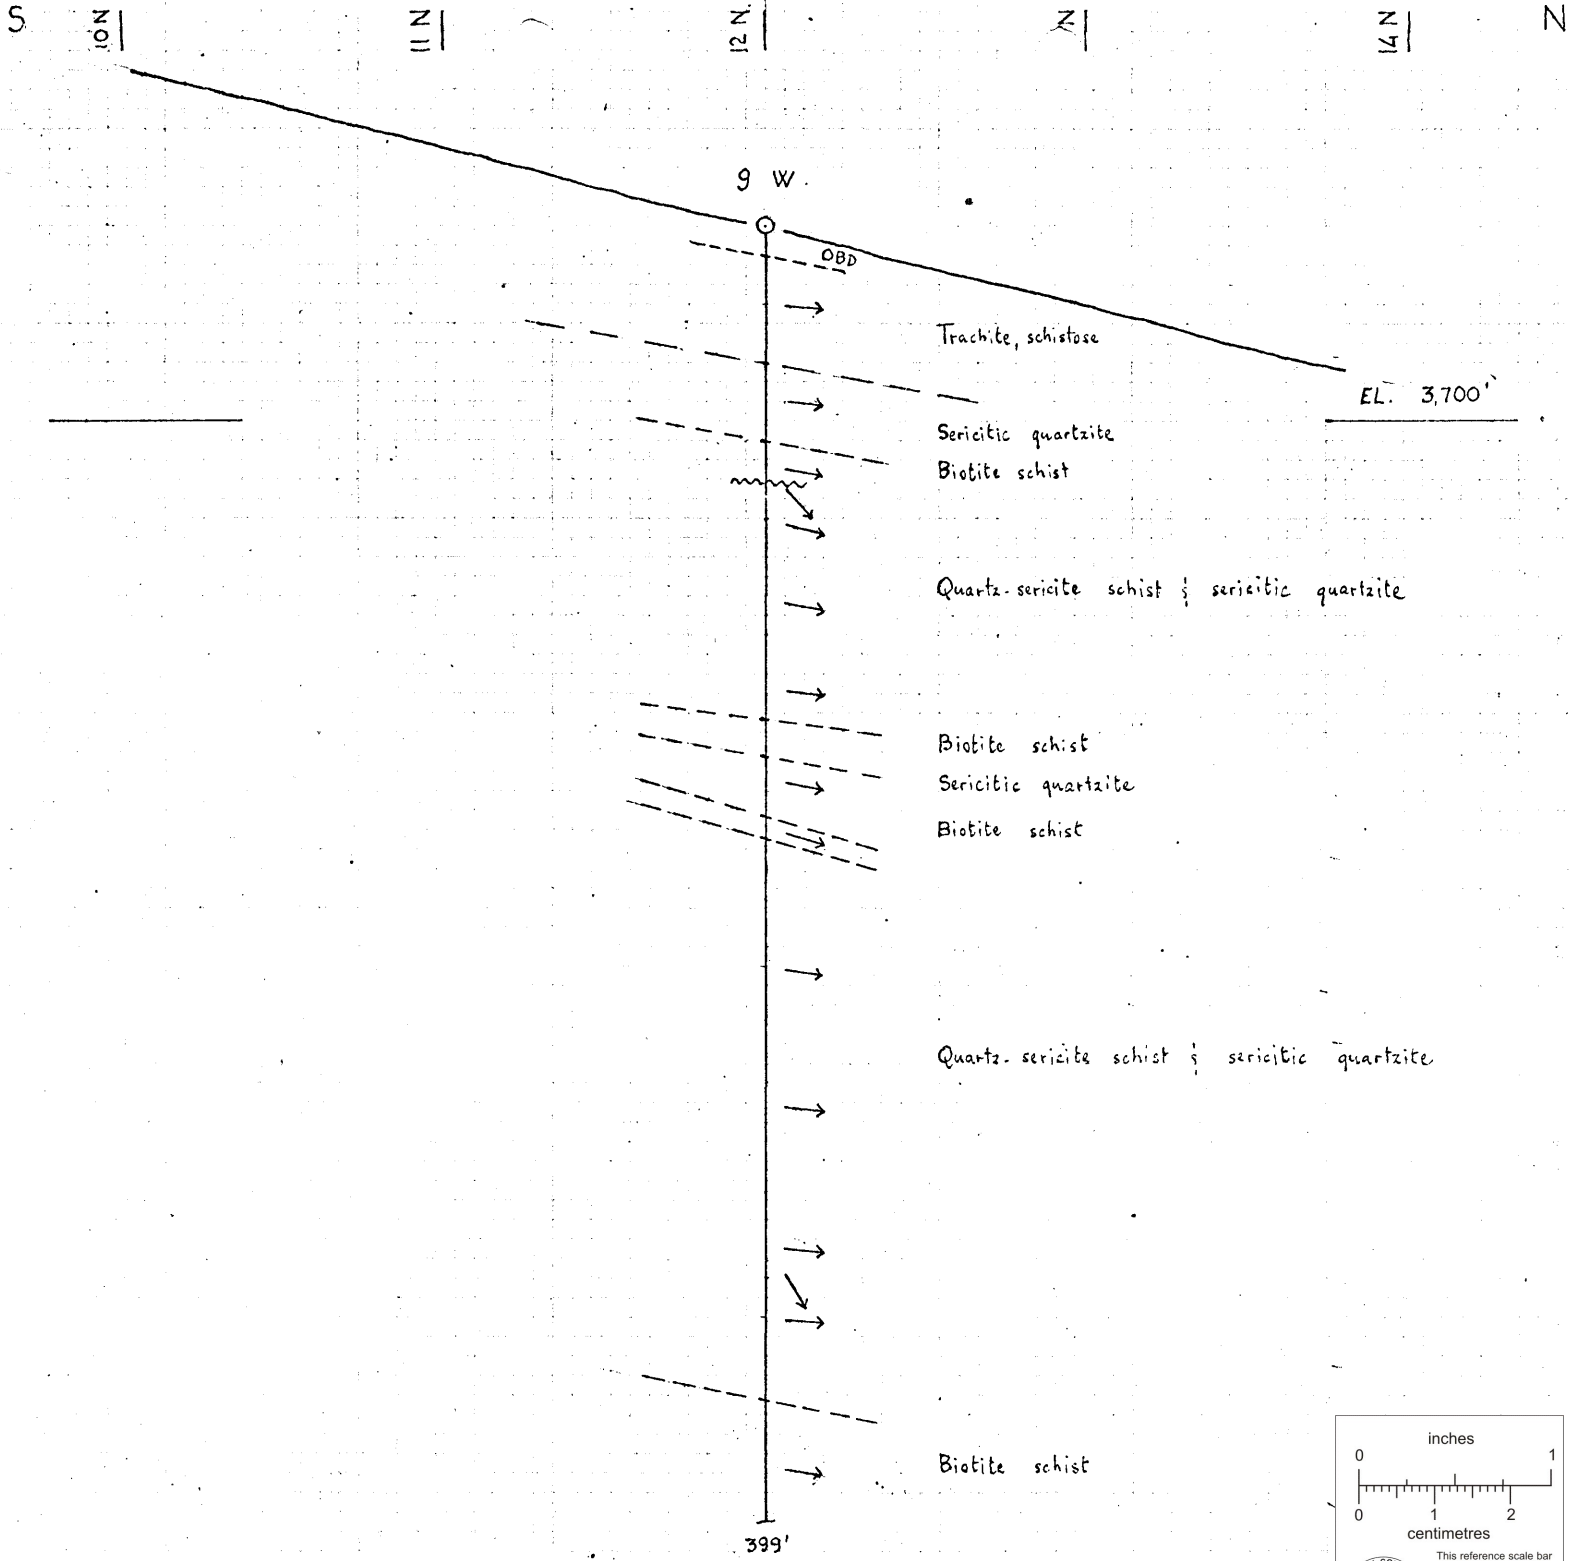 S 10 N 11 N 12 N. N 14 N N
9 W.
OBD
Trachite, schistose
EL. 3,700'
Sericitic quartzite
Biotite schist
Quartz-sericite schist & sericitic quartzite
Biotite schist
Sericitic quartzite
Biotite schist
Quartz-sericite schist & sericitic quartzite
Biotite schist
399'
inches
0 1
0 1 2
centimetres
This reference scale bar